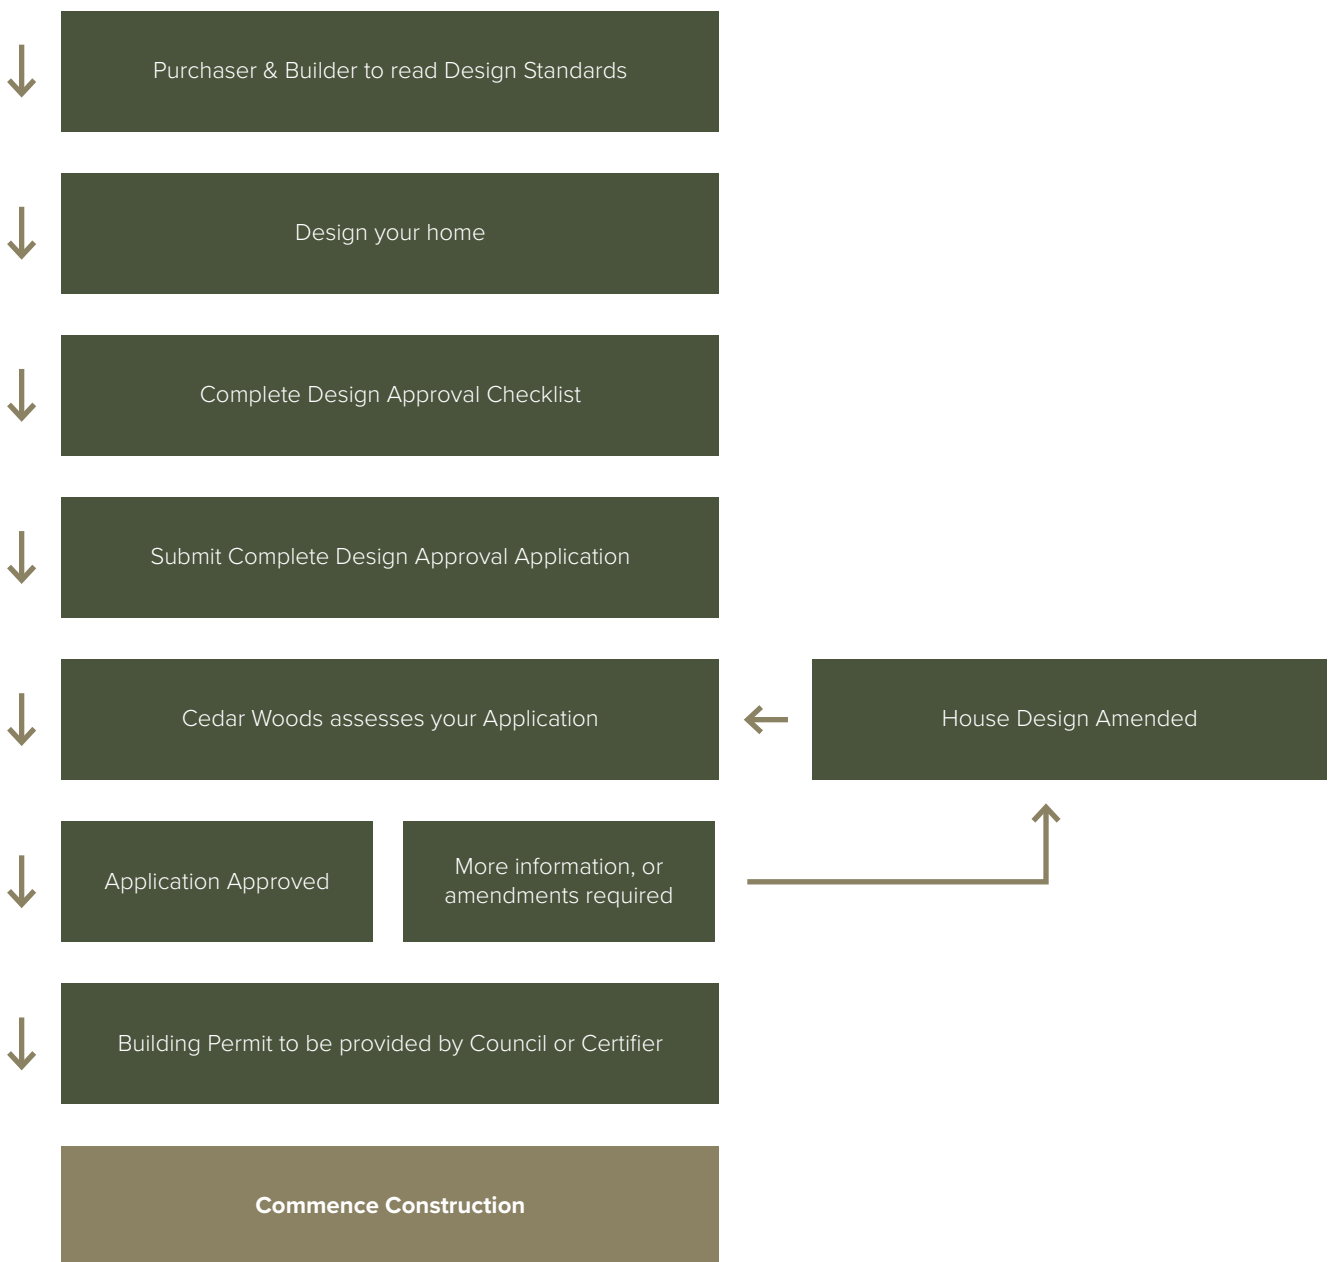 Purchaser & Builder to read Design Standards
Design your home
Complete Design Approval Checklist
Submit Complete Design Approval Application
Cedar Woods assesses your Application
House Design Amended
Application Approved
More information, or
amendments required
Building Permit to be provided by Council or Certifier
Commence Construction